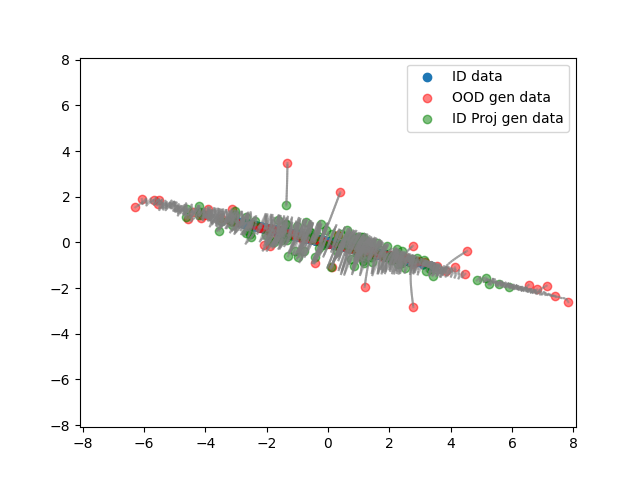 8
6
4
2
0
−2
−4
−6
−8
−8 −6 −4 −2 0 2 4 6 8
ID data
OOD gen data
ID Proj gen data